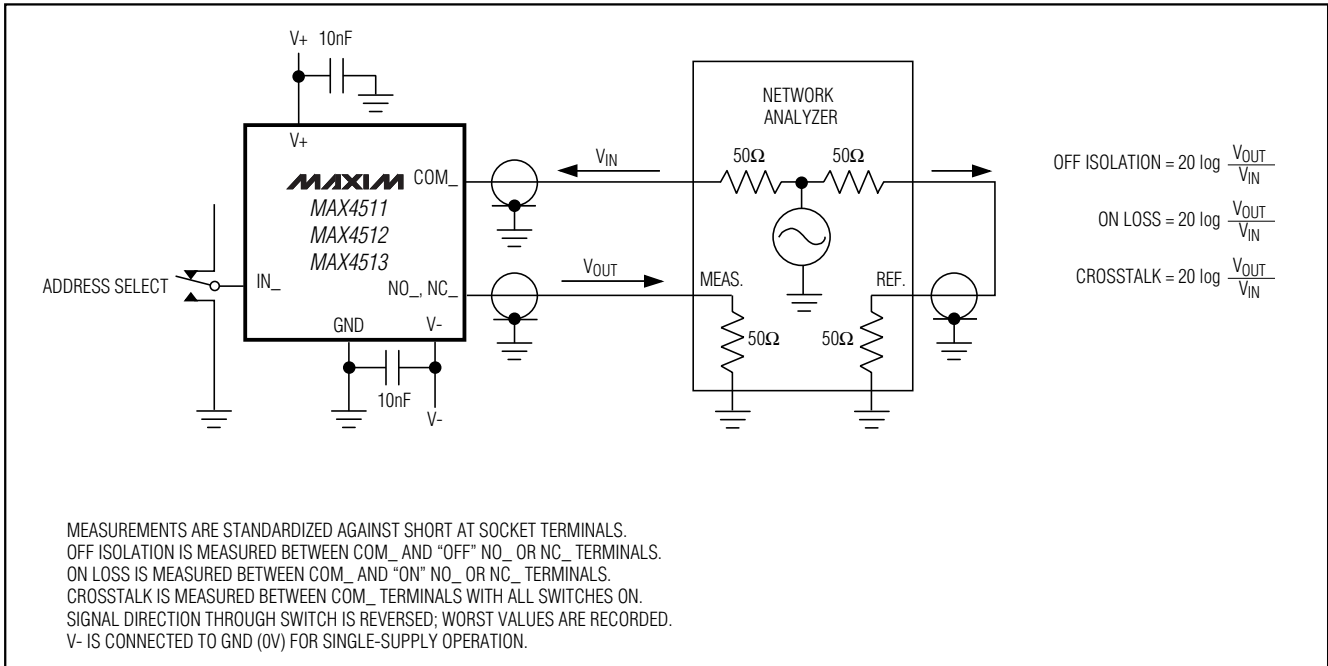 V+ 10nF
V+
MAXIM
MAX4511
MAX4512
MAX4513
COM_
NO_, NC_
IN_
GND
V-
ADDRESS SELECT
10nF
V-
VIN
VOUT
NETWORK
ANALYZER
50Ω
50Ω
MEAS.
REF.
50Ω
50Ω
OFF ISOLATION = 20 log VOUT/VIN
ON LOSS = 20 log VOUT/VIN
CROSSTALK = 20 log VOUT/VIN
MEASUREMENTS ARE STANDARDIZED AGAINST SHORT AT SOCKET TERMINALS.
OFF ISOLATION IS MEASURED BETWEEN COM_ AND “OFF” NO_ OR NC_ TERMINALS.
ON LOSS IS MEASURED BETWEEN COM_ AND “ON” NO_ OR NC_ TERMINALS.
CROSSTALK IS MEASURED BETWEEN COM_ TERMINALS WITH ALL SWITCHES ON.
SIGNAL DIRECTION THROUGH SWITCH IS REVERSED; WORST VALUES ARE RECORDED.
V- IS CONNECTED TO GND (0V) FOR SINGLE-SUPPLY OPERATION.